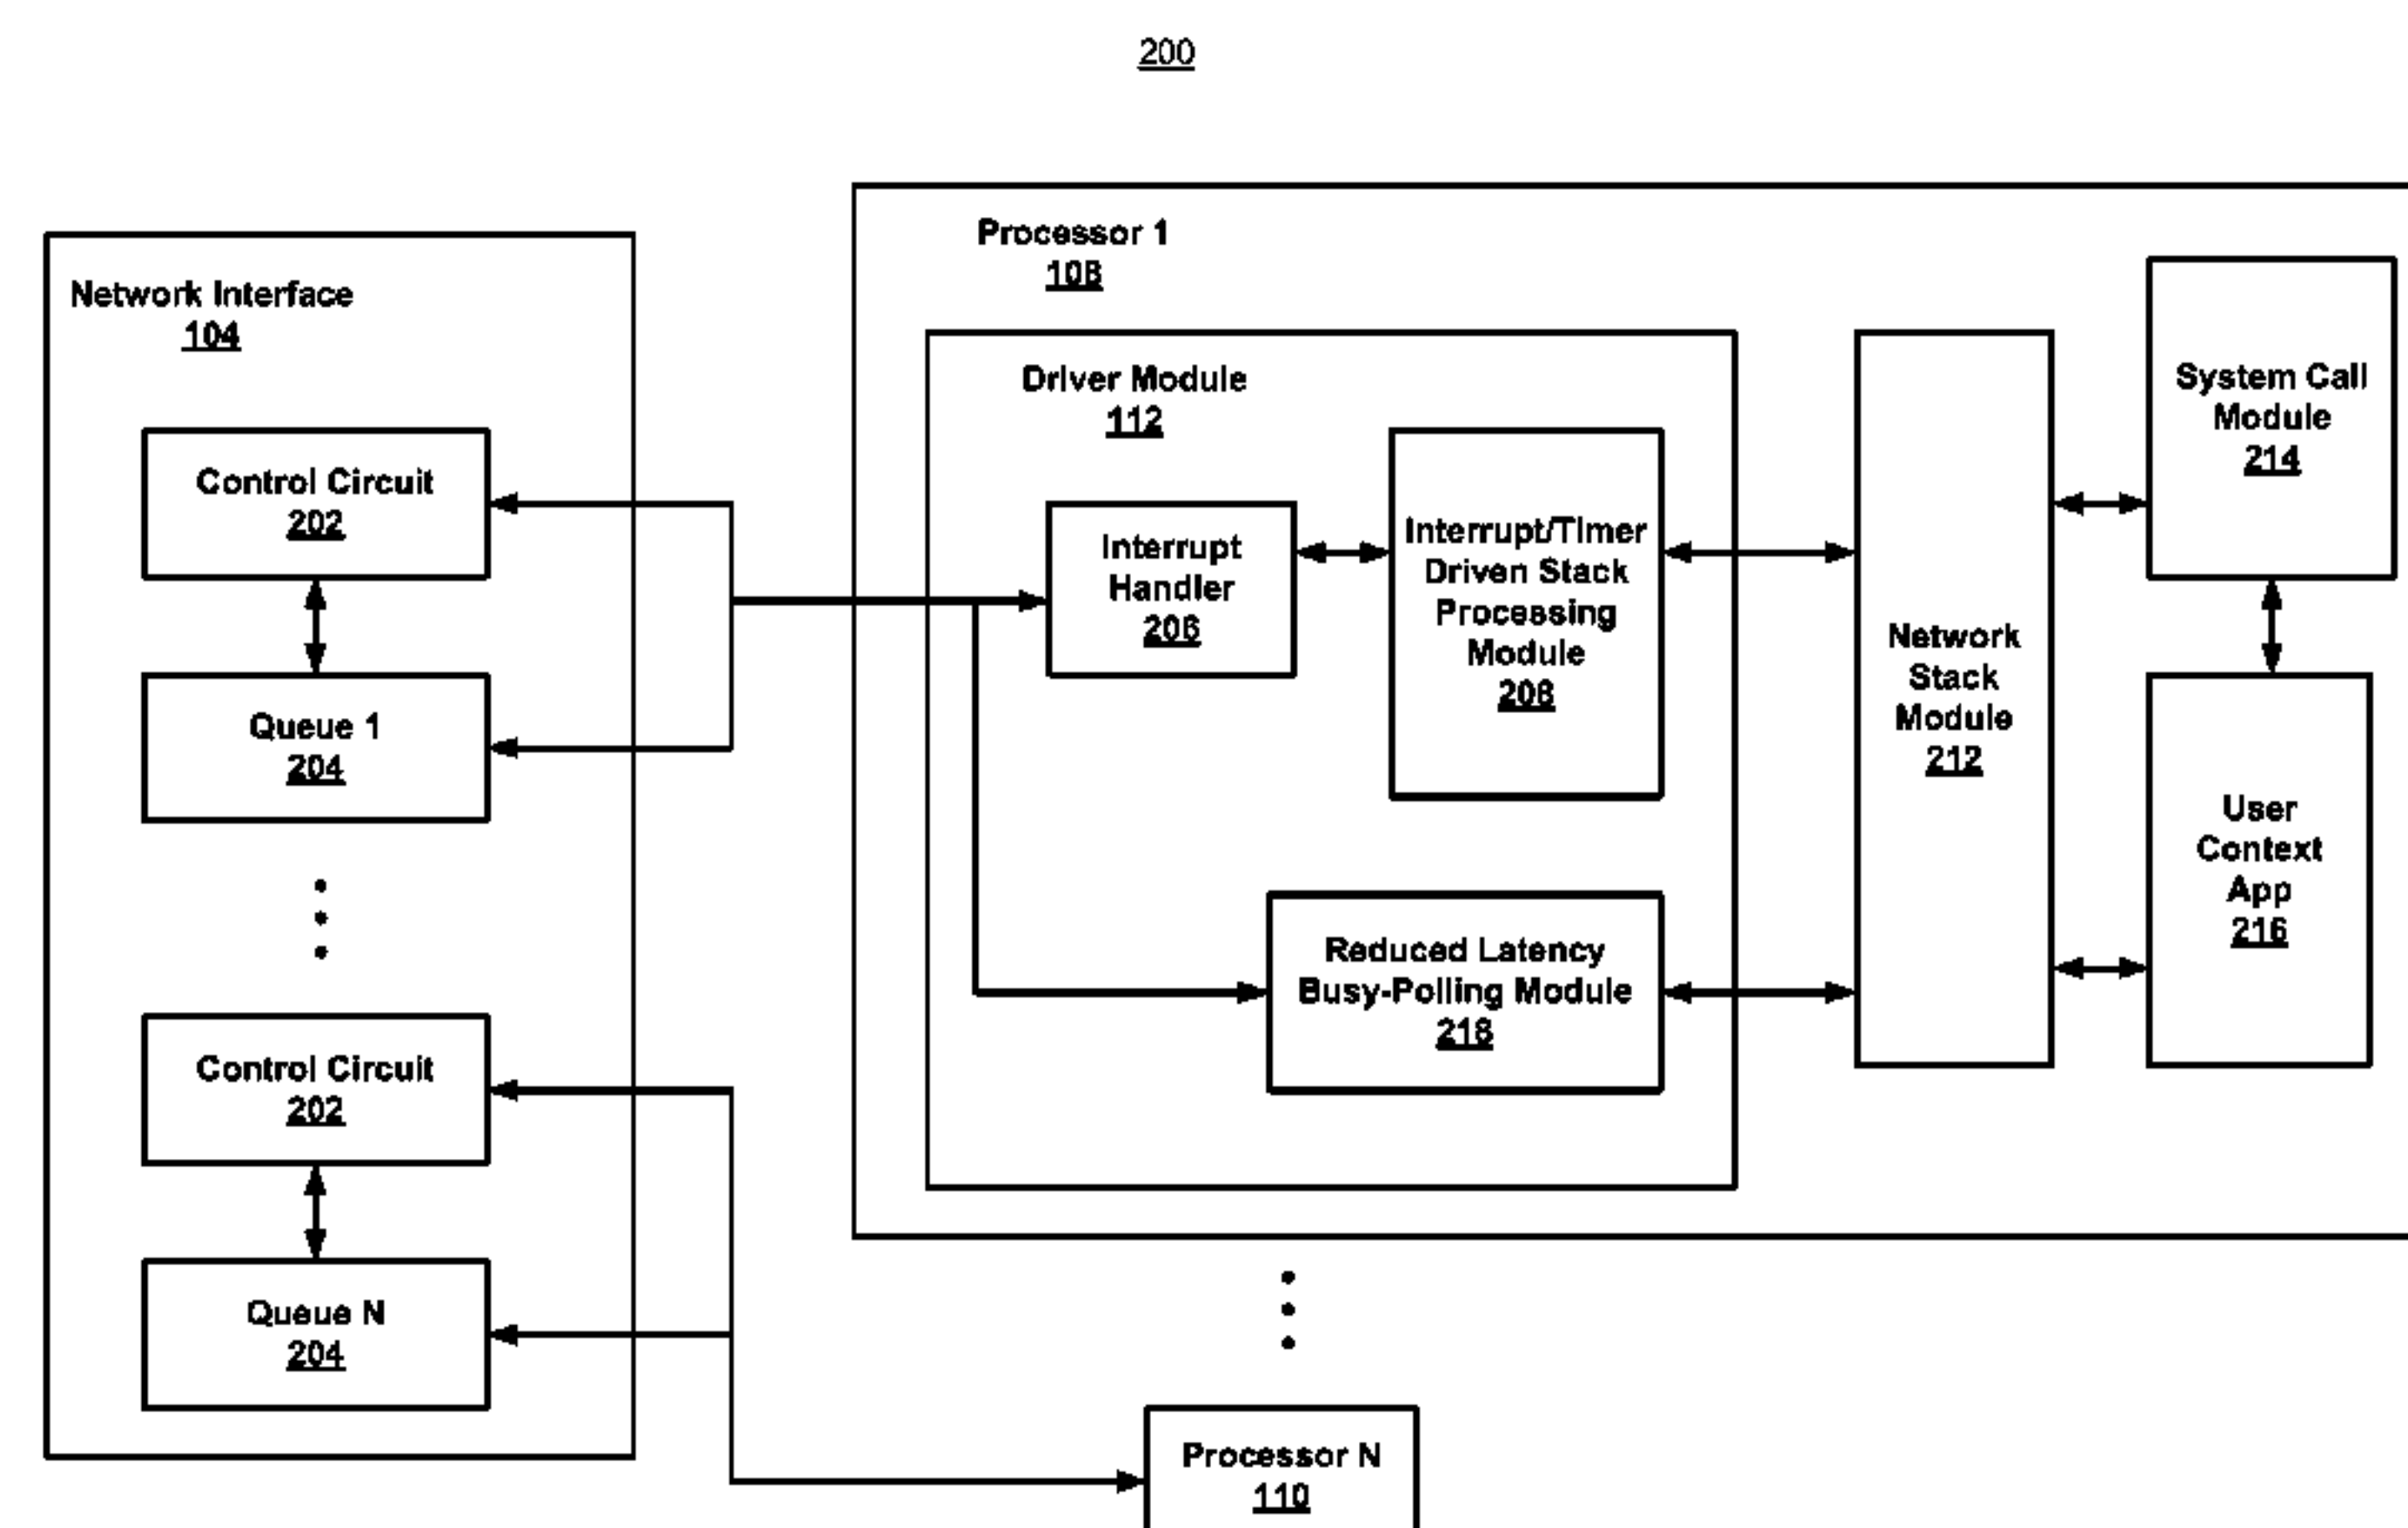 200
Network Interface
104
Control Circuit
202
Queue 1
204
Control Circuit
202
Queue N
204
Processor 1
108
Driver Module
112
Interrupt
Handler
206
Interrupt/Timer
Driven Stack
Processing
Module
208
Reduced Latency
Busy-Polling Module
218
Network
Stack
Module
212
System Call
Module
214
User
Context
App
216
Processor N
110